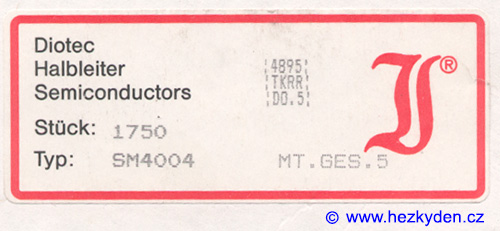 Diotec
Halbleiter
Semiconductors
4895
TKRR
DO.5
Stück: 1750
Typ: SM4004 MT.GES.5
J®
© www.hezkyden.cz